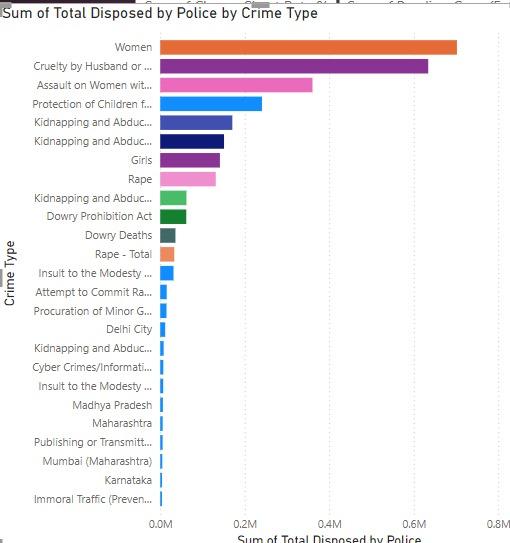 Sum of Total Disposed by Police by Crime Type
Women
Cruelty by Husband or ...
Assault on Women wit...
Protection of Children f...
Kidnapping and Abduc...
Kidnapping and Abduc...
Girls
Rape
Kidnapping and Abduc...
Dowry Prohibition Act
Dowry Deaths
Rape - Total
Insult to the Modesty ...
Attempt to Commit Ra...
Procuration of Minor G...
Delhi City
Kidnapping and Abduc...
Cyber Crimes/Informati...
Insult to the Modesty ...
Madhya Pradesh
Maharashtra
Publishing or Transmitt...
Mumbai (Maharashtra)
Karnataka
Immoral Traffic (Preven...
Crime Type
0.0M 0.2M 0.4M 0.6M 0.8M
Sum of Total Disposed by Police